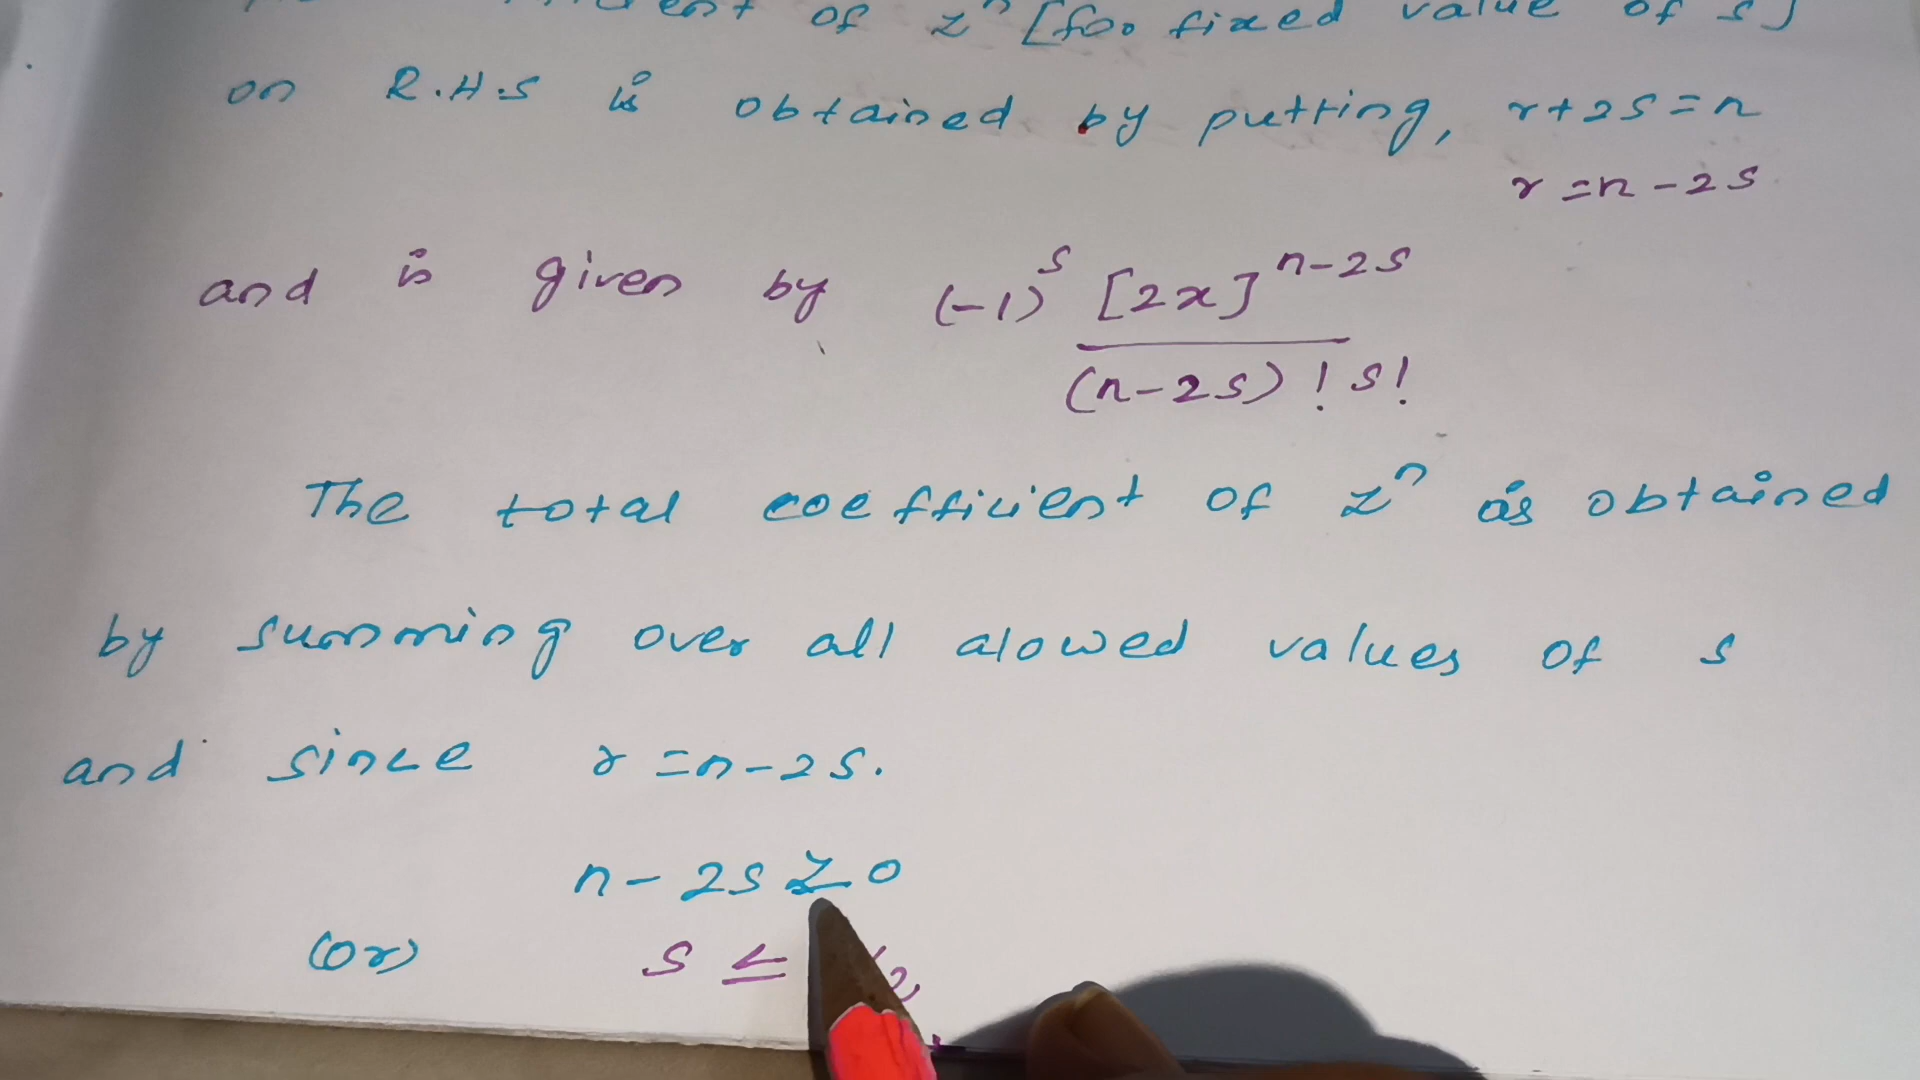 of zⁿ [for fixed value of s]
on R.H.S is obtained by putting, r+2s=n
r=n-2s
and is given by (-1)^s [2x]^{n-2s} / (n-2s)! s!
The total coefficient of zⁿ is obtained
by summing over all alowed values of s
and since r=n-2s.
n-2s ≥ 0
(or) s ≤